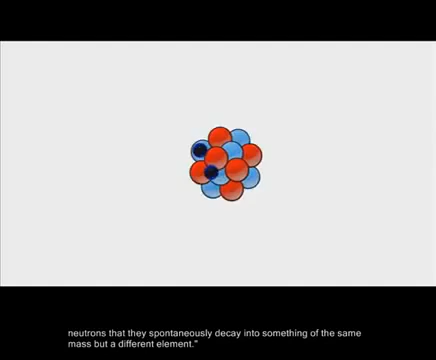 neutrons that they spontaneously decay into something of the same
mass but a different element."